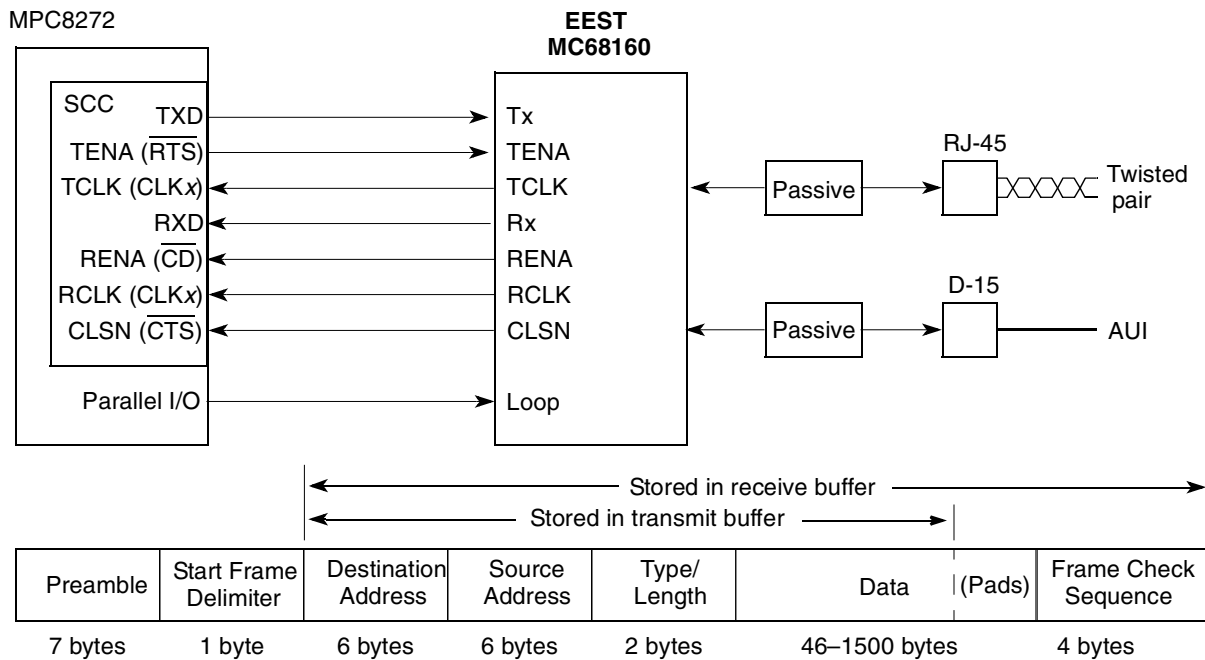 MPC8272
EEST
MC68160
SCC
TXD
TENA (RTS)
TCLK (CLKx)
RXD
RENA (CD)
RCLK (CLKx)
CLSN (CTS)
Parallel I/O
Tx
TENA
TCLK
Rx
RENA
RCLK
CLSN
Loop
Passive
RJ-45
Twisted
pair
Passive
D-15
AUI
Stored in receive buffer
Stored in transmit buffer
Preamble
Start Frame
Delimiter
Destination
Address
Source
Address
Type/
Length
Data
(Pads)
Frame Check
Sequence
7 bytes
1 byte
6 bytes
6 bytes
2 bytes
46–1500 bytes
4 bytes